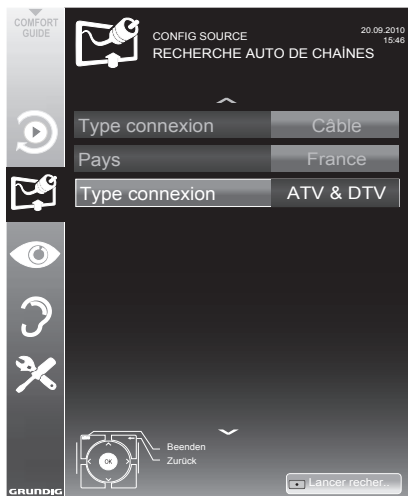 COMFORT
GUIDE
CONFIG SOURCE
20.09.2010
RECHERCHE AUTO DE CHAÎNES
15:46
Type connexion
Câble
Pays
France
Type connexion
ATV & DTV
OK
Beenden
Zurück
Lancer recher..
GRUNDIG